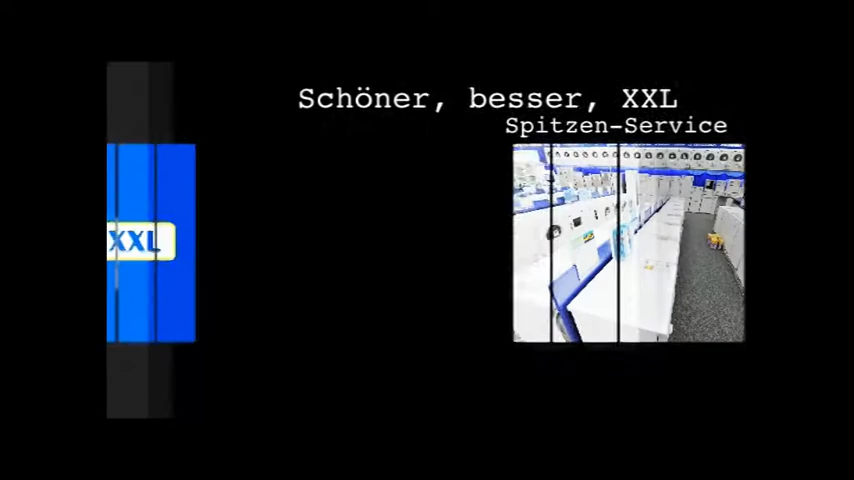 Schöner, besser, XXL
Spitzen-Service
XXL